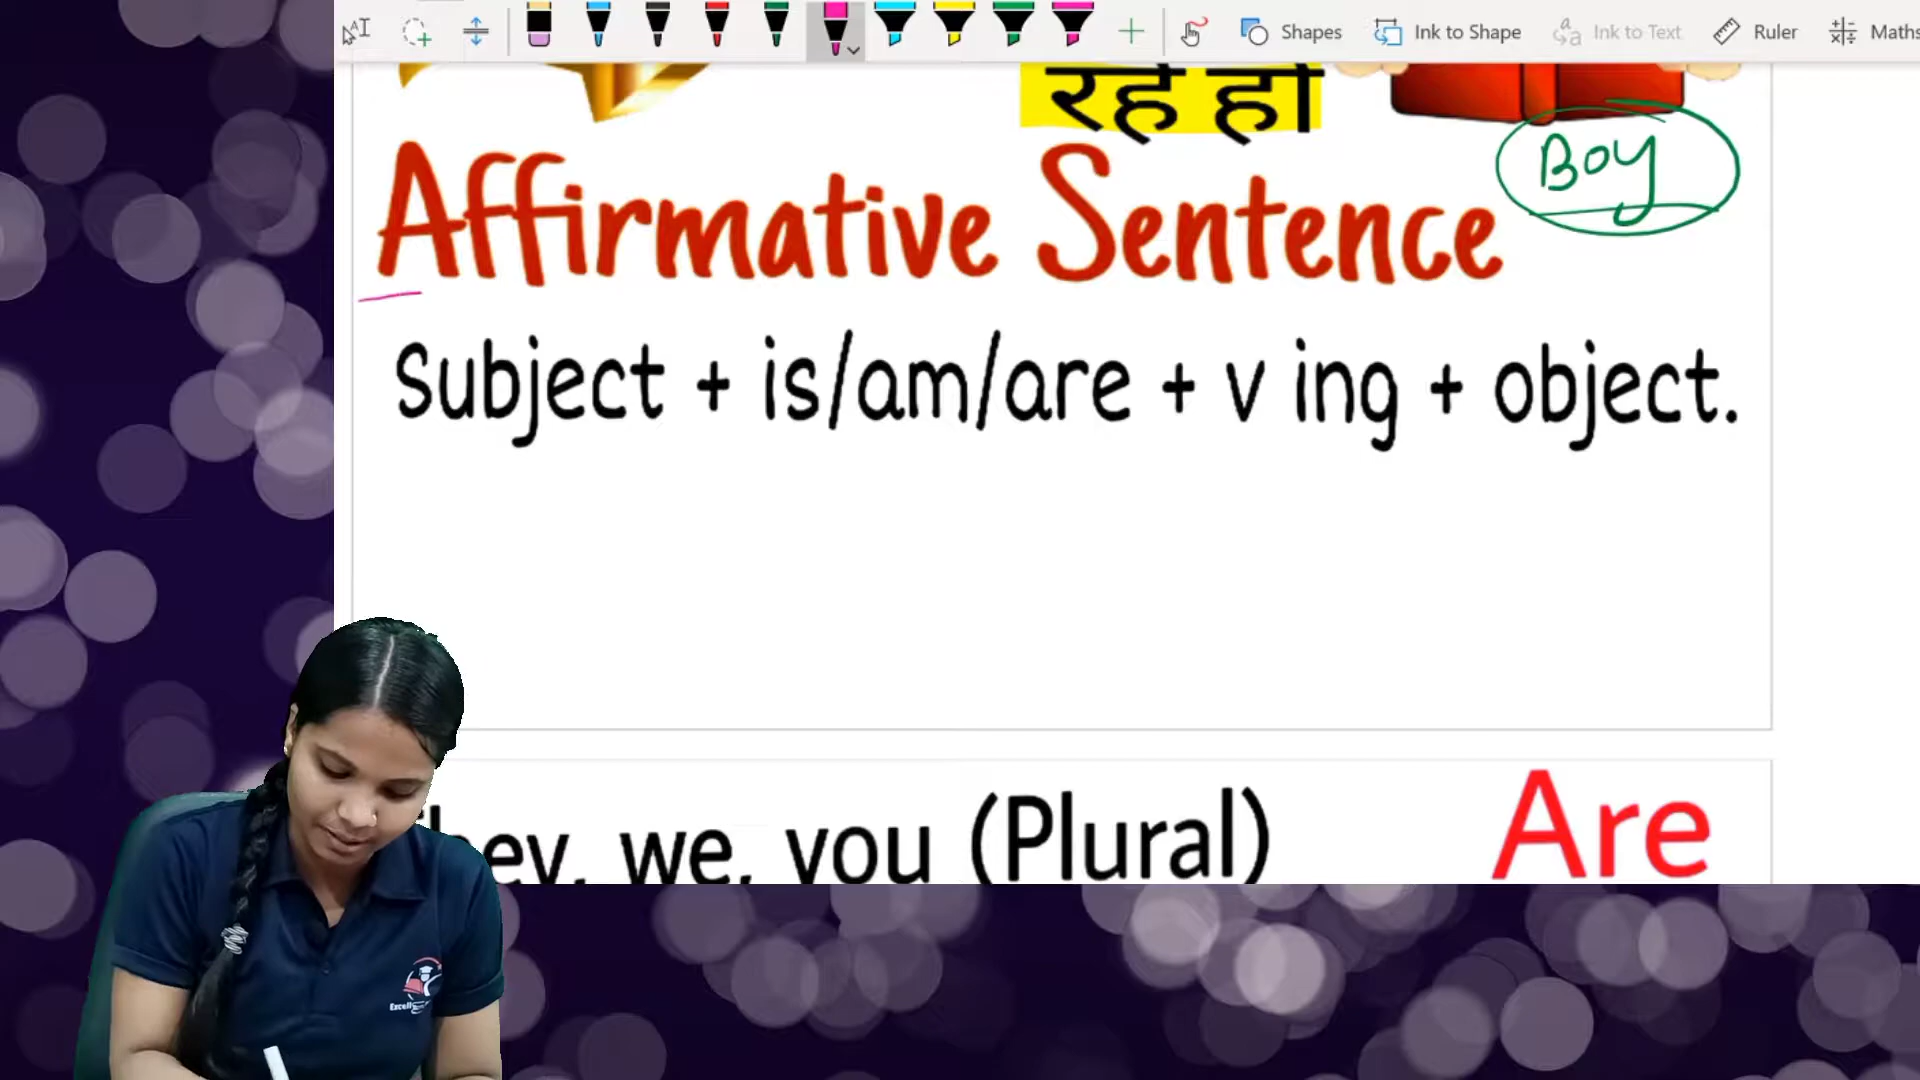 Shapes Ink to Shape Ink to Text Ruler Maths
रहे हो
Boy
Affirmative Sentence
Subject + is/am/are + v ing + object.
they, we, you (Plural) Are